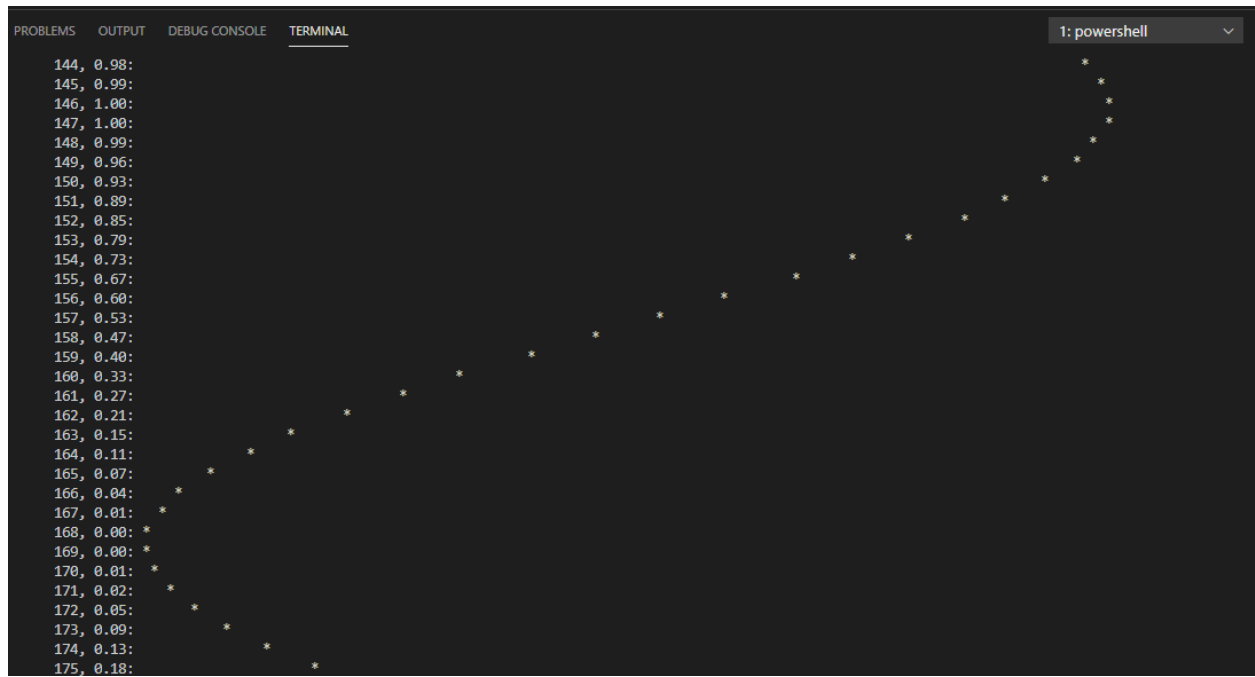 PROBLEMS OUTPUT DEBUG CONSOLE TERMINAL 1: powershell
144, 0.98: *
145, 0.99: *
146, 1.00: *
147, 1.00: *
148, 0.99: *
149, 0.96: *
150, 0.93: *
151, 0.89: *
152, 0.85: *
153, 0.79: *
154, 0.73: *
155, 0.67: *
156, 0.60: *
157, 0.53: *
158, 0.47: *
159, 0.40: *
160, 0.33: *
161, 0.27: *
162, 0.21: *
163, 0.15: *
164, 0.11: *
165, 0.07: *
166, 0.04: *
167, 0.01: *
168, 0.00: *
169, 0.00: *
170, 0.01: *
171, 0.02: *
172, 0.05: *
173, 0.09: *
174, 0.13: *
175, 0.18: *